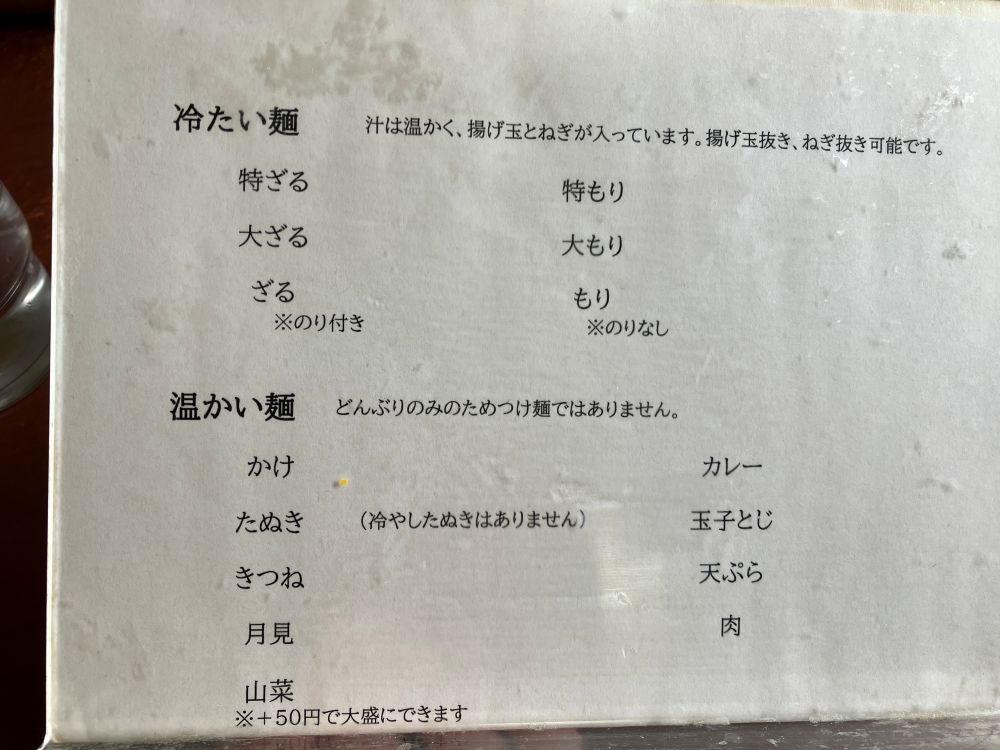 冷たい麺 汁は温かく、揚げ玉とねぎが入っています。揚げ玉抜き、ねぎ抜き可能です。
特ざる 特もり
大ざる 大もり
ざる もり
※のり付き ※のりなし
温かい麺 どんぶりのみのためつけ麺ではありません。
かけ カレー
たぬき (冷やしたぬきはありません) 玉子とじ
きつね 天ぷら
月見 肉
山菜
※＋50円で大盛にできます